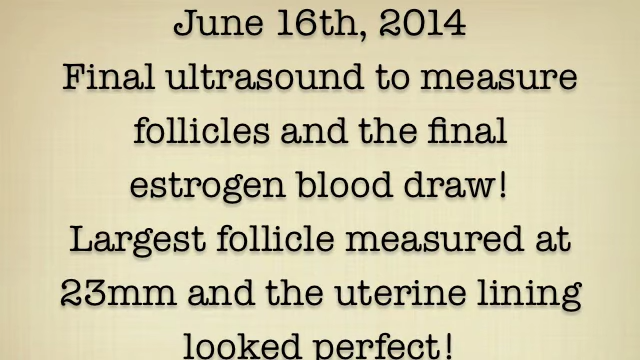 June 16th, 2014
Final ultrasound to measure
follicles and the final
estrogen blood draw!
Largest follicle measured at
23mm and the uterine lining
looked perfect!